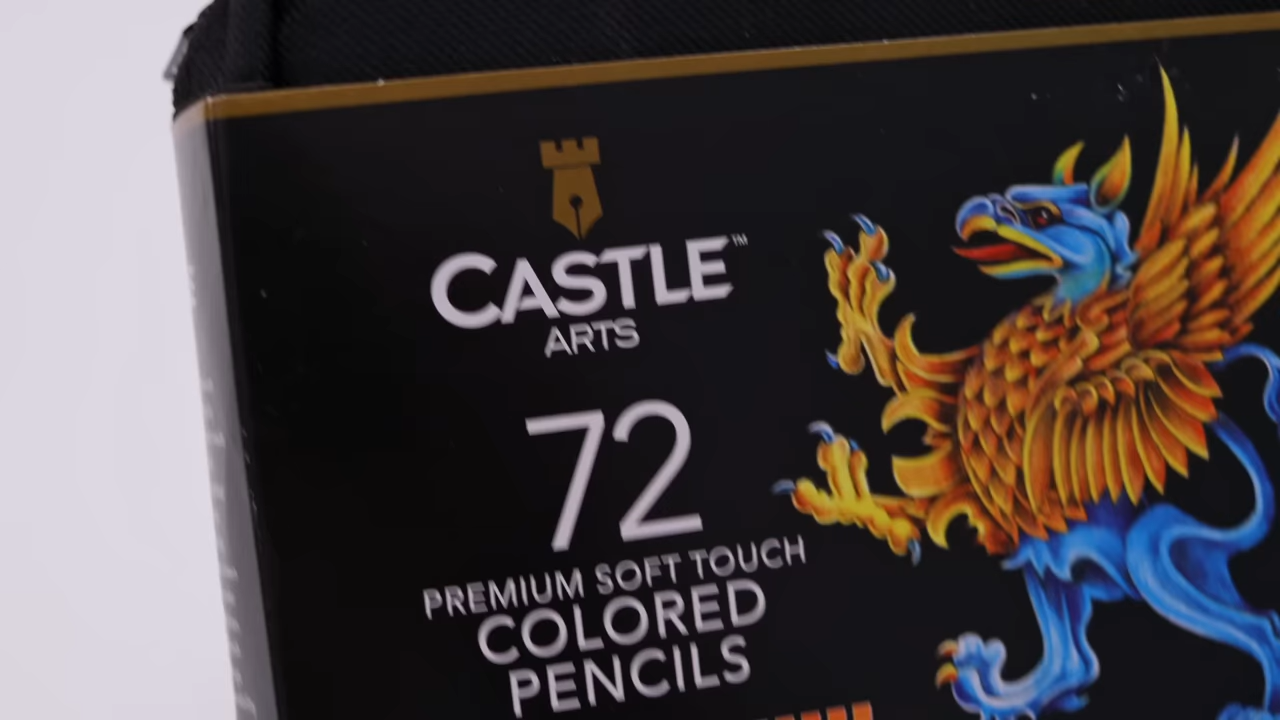 CASTLE™
ARTS
72
PREMIUM SOFT TOUCH
COLORED
PENCILS